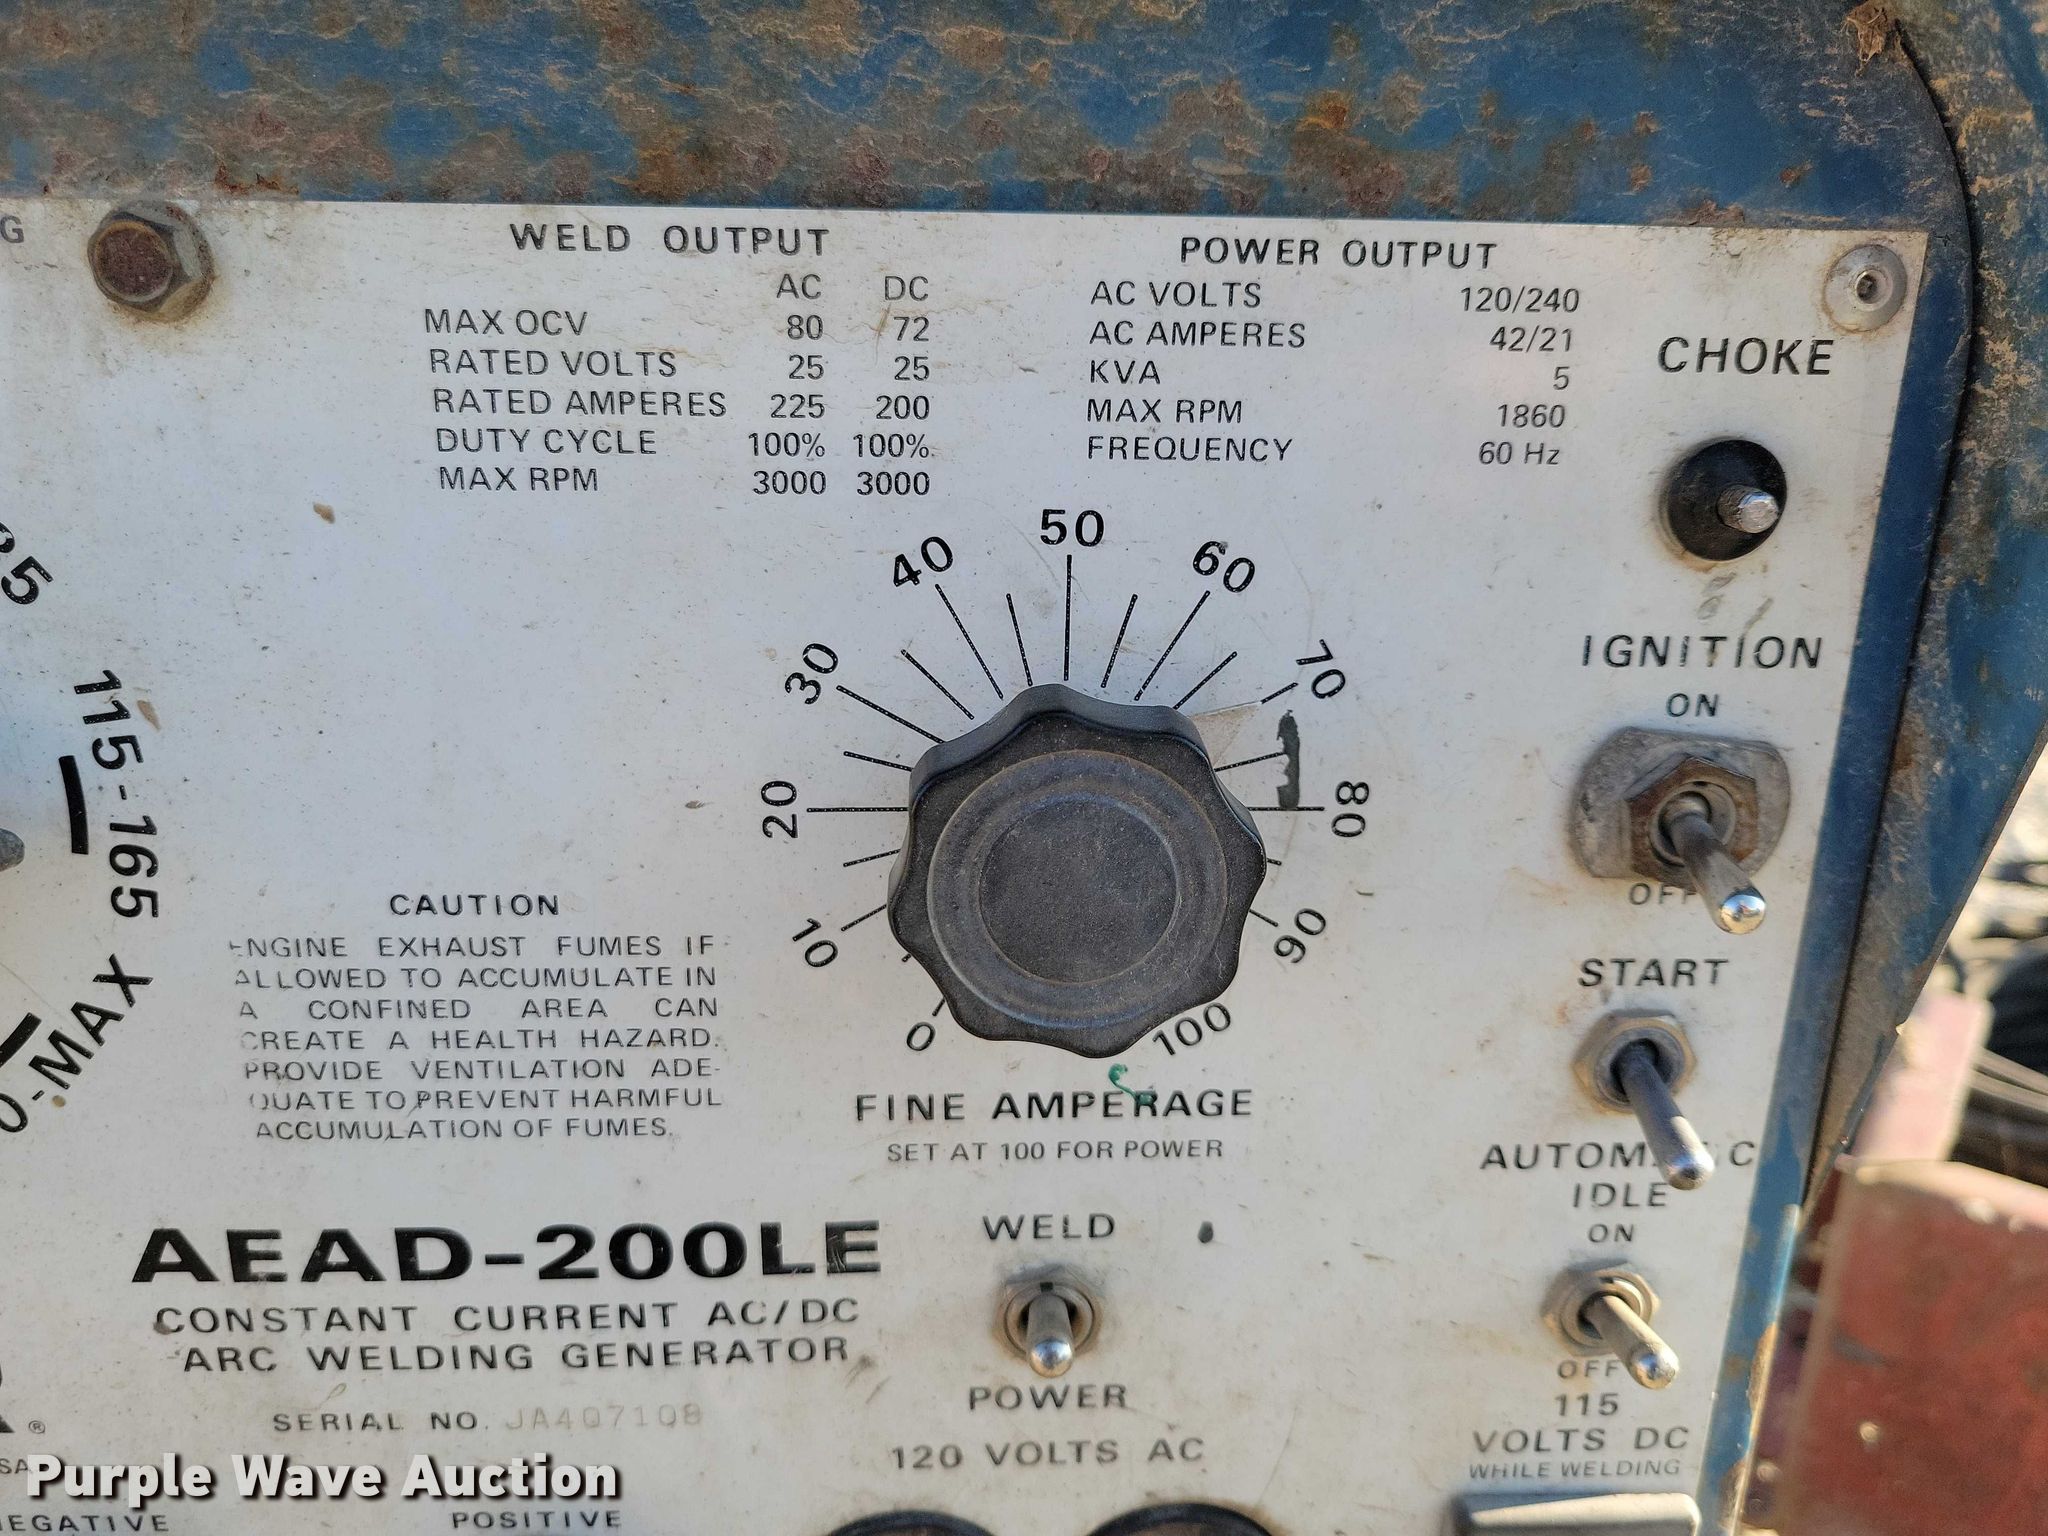 G
WELD OUTPUT
AC DC
MAX OCV 80 72
RATED VOLTS 25 25
RATED AMPERES 225 200
DUTY CYCLE 100% 100%
MAX RPM 3000 3000
POWER OUTPUT
AC VOLTS 120/240
AC AMPERES 42/21
KVA 5
MAX RPM 1860
FREQUENCY 60 Hz
CHOKE
IGNITION
ON
OFF
START
AUTOMATIC
IDLE
ON
OFF
115
VOLTS DC
WHILE WELDING
0
10
20
30
40
50
60
70
80
90
100
FINE AMPERAGE
SET AT 100 FOR POWER
115-165 X
-MAX
CAUTION
ENGINE EXHAUST FUMES IF
ALLOWED TO ACCUMULATE IN
A CONFINED AREA CAN
CREATE A HEALTH HAZARD.
PROVIDE VENTILATION ADE-
QUATE TO PREVENT HARMFUL
ACCUMULATION OF FUMES.
AEAD-200LE
CONSTANT CURRENT AC/DC
ARC WELDING GENERATOR
SERIAL NO. JA407108
WELD
POWER
120 VOLTS AC
®
Purple Wave Auction
NEGATIVE
POSITIVE